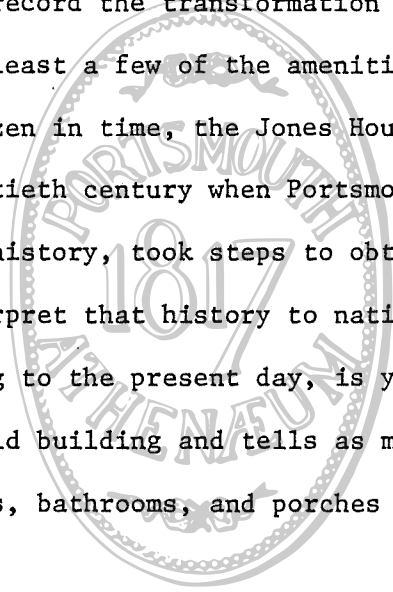 record the transformation
least a few of the ameniti
zen in time, the Jones Hou
tieth century when Portsmo
history, took steps to obt
rpret that history to nati
g to the present day, is y
ld building and tells as m
s, bathrooms, and porches
PORTSMOUTH
1817
ATHENÆUM